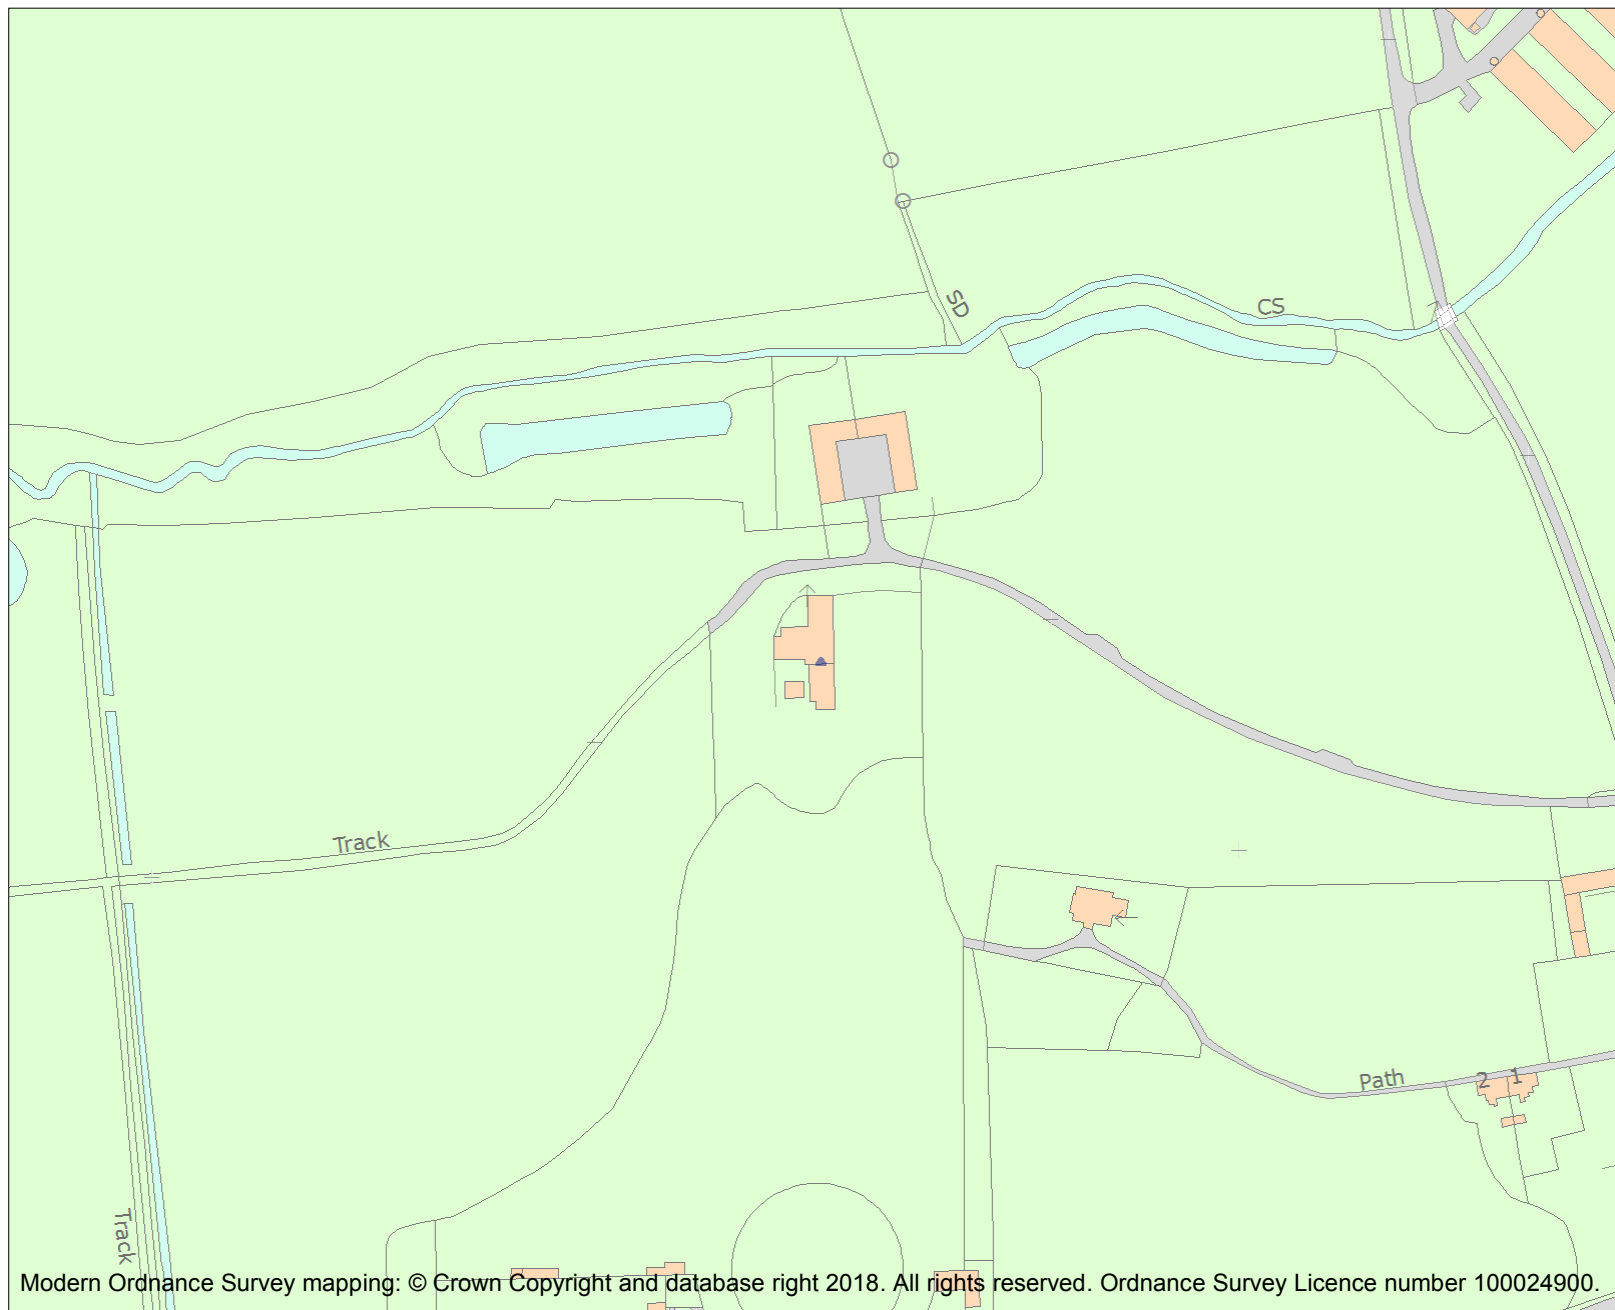 SD
CS
Track
Path
2
1
Track
Modern Ordnance Survey mapping: © Crown Copyright and database right 2018. All rights reserved. Ordnance Survey Licence number 100024900.